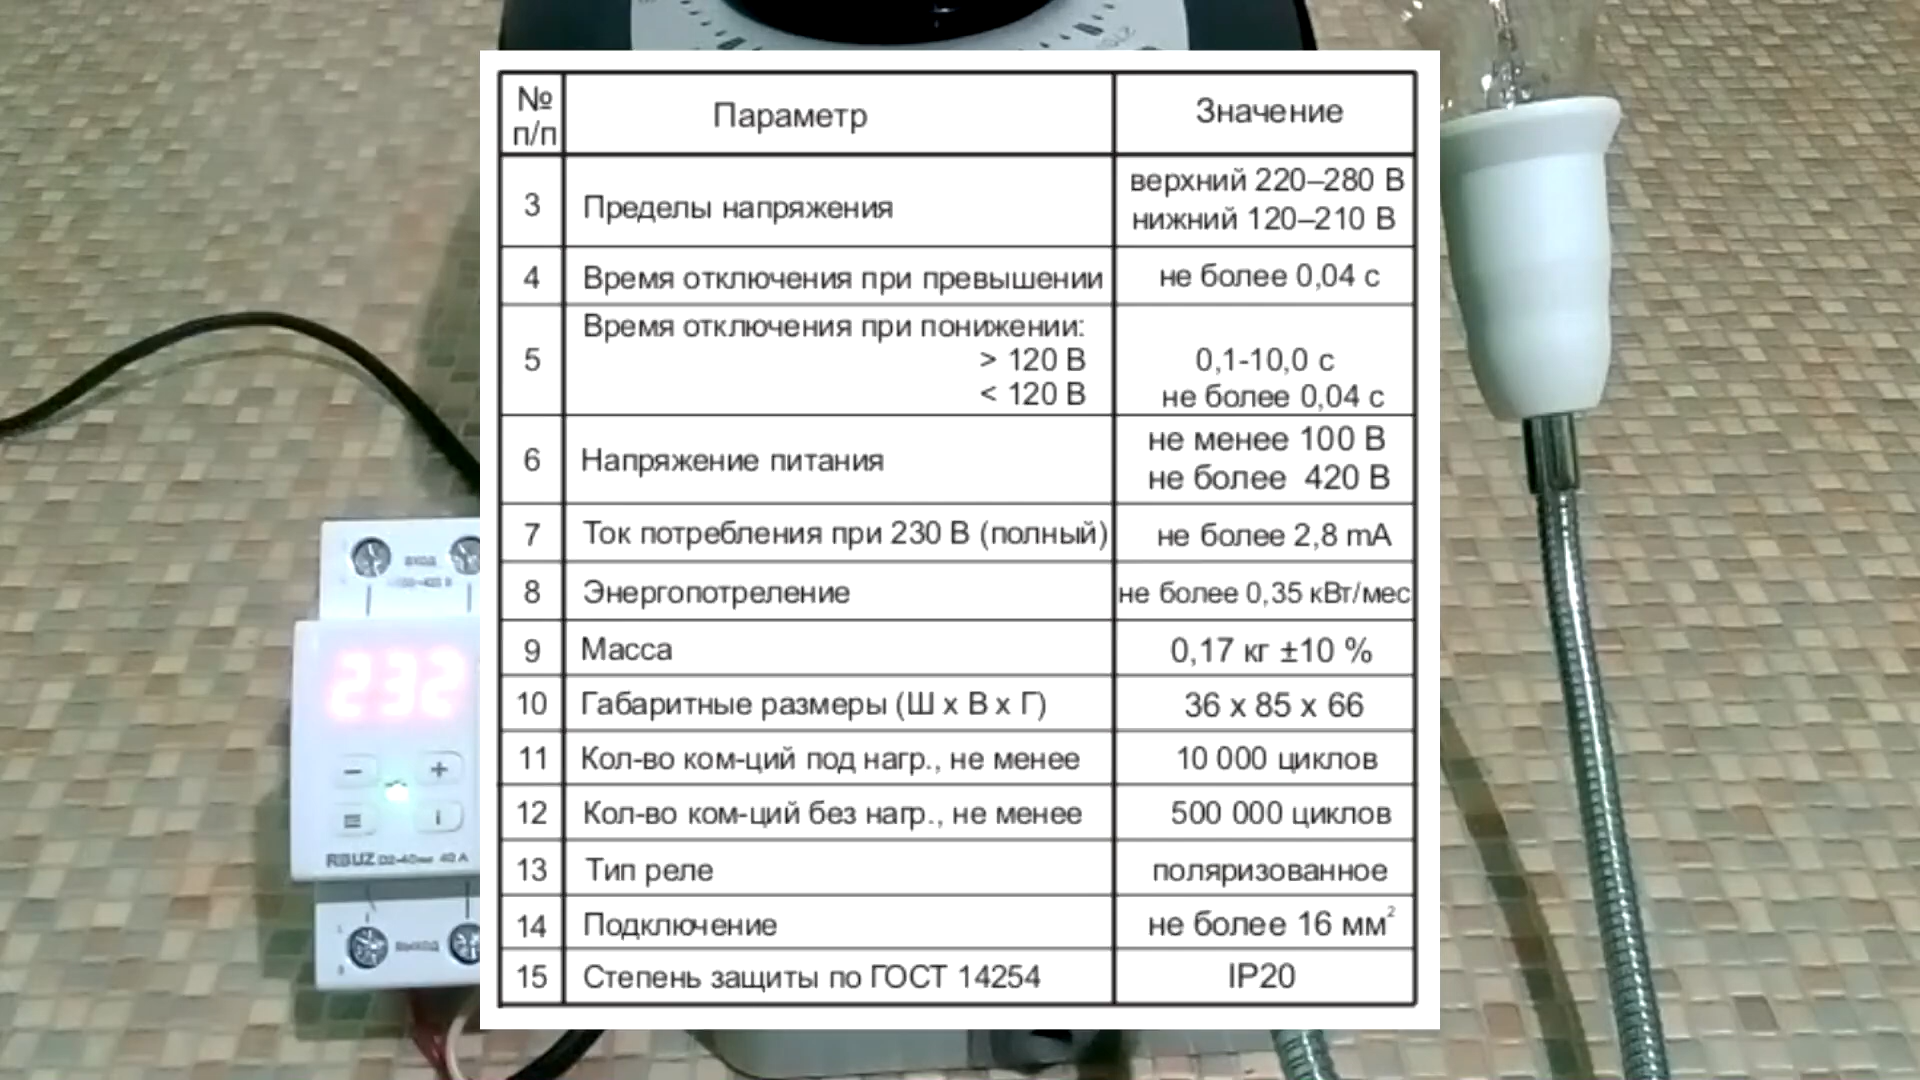 № п/п
Параметр
Значение
3
Пределы напряжения
верхний 220–280 В
нижний 120–210 В
4
Время отключения при превышении
не более 0,04 с
5
Время отключения при понижении:
> 120 В
0,1-10,0 с
< 120 В
не более 0,04 с
6
Напряжение питания
не менее 100 В
не более 420 В
7
Ток потребления при 230 В (полный)
не более 2,8 mA
8
Энергопотреление
не более 0,35 кВт/мес
9
Масса
0,17 кг ±10 %
10
Габаритные размеры (Ш х В х Г)
36 х 85 х 66
11
Кол-во ком-ций под нагр., не менее
10 000 циклов
12
Кол-во ком-ций без нагр., не менее
500 000 циклов
13
Тип реле
поляризованное
14
Подключение
не более 16 мм²
15
Степень защиты по ГОСТ 14254
IP20
ВХОД
232
– +
i
RBUZ D2-40 40 A
ВЫХОД